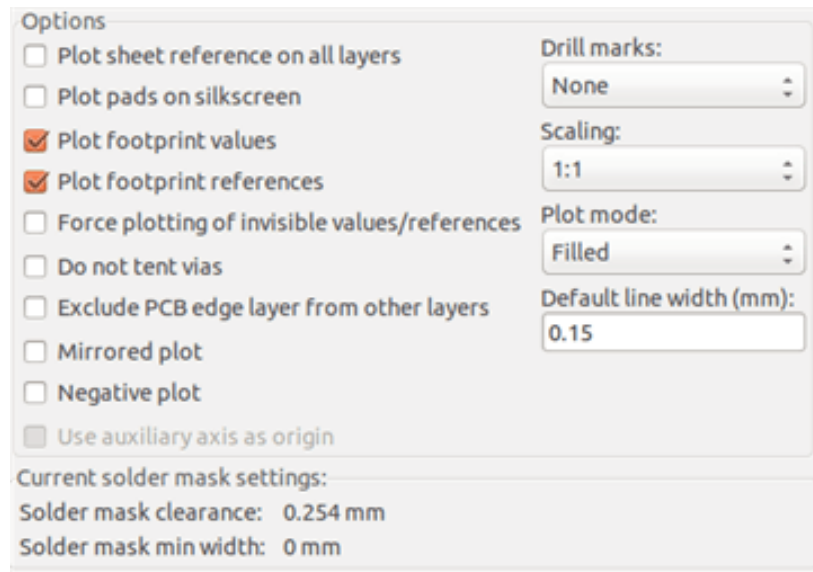 Options
Plot sheet reference on all layers
Plot pads on silkscreen
Plot footprint values
Plot footprint references
Force plotting of invisible values/references
Do not tent vias
Exclude PCB edge layer from other layers
Mirrored plot
Negative plot
Use auxiliary axis as origin
Drill marks:
None
Scaling:
1:1
Plot mode:
Filled
Default line width (mm):
0.15
Current solder mask settings:
Solder mask clearance: 0.254 mm
Solder mask min width: 0 mm